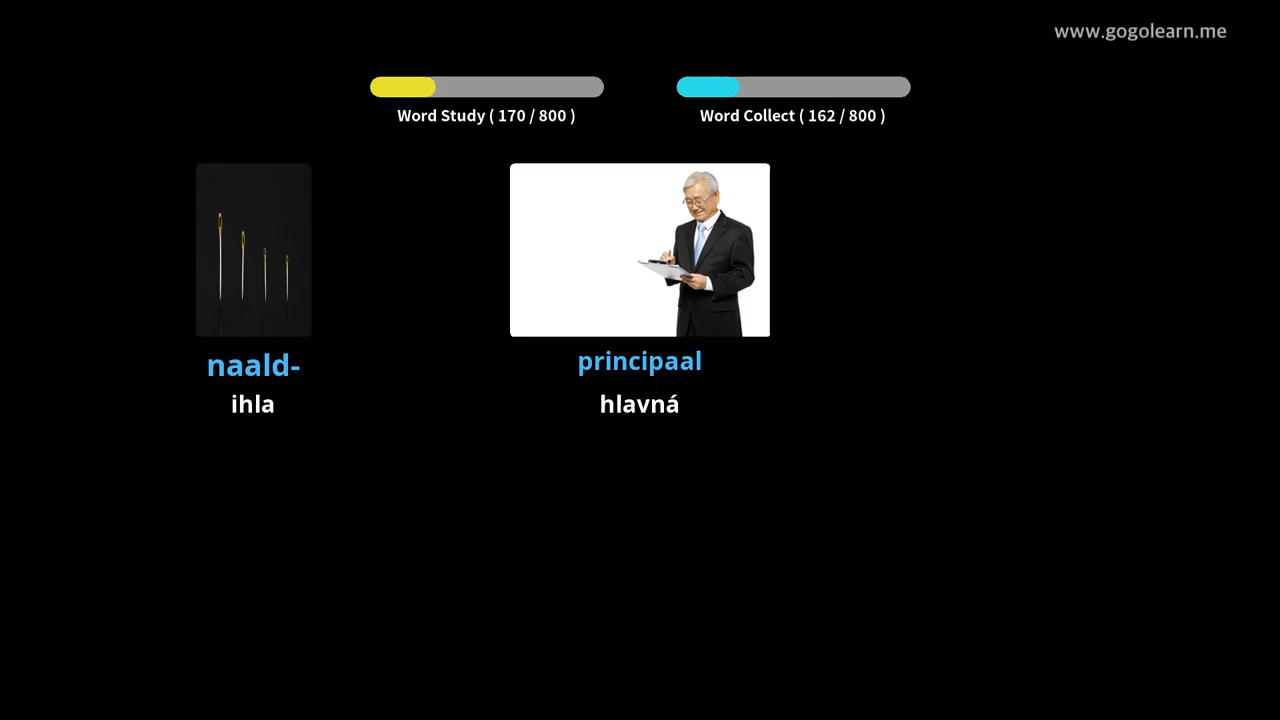 www.gogolearn.me
Word Study ( 170 / 800 )
Word Collect ( 162 / 800 )
naald-
ihla
principaal
hlavná